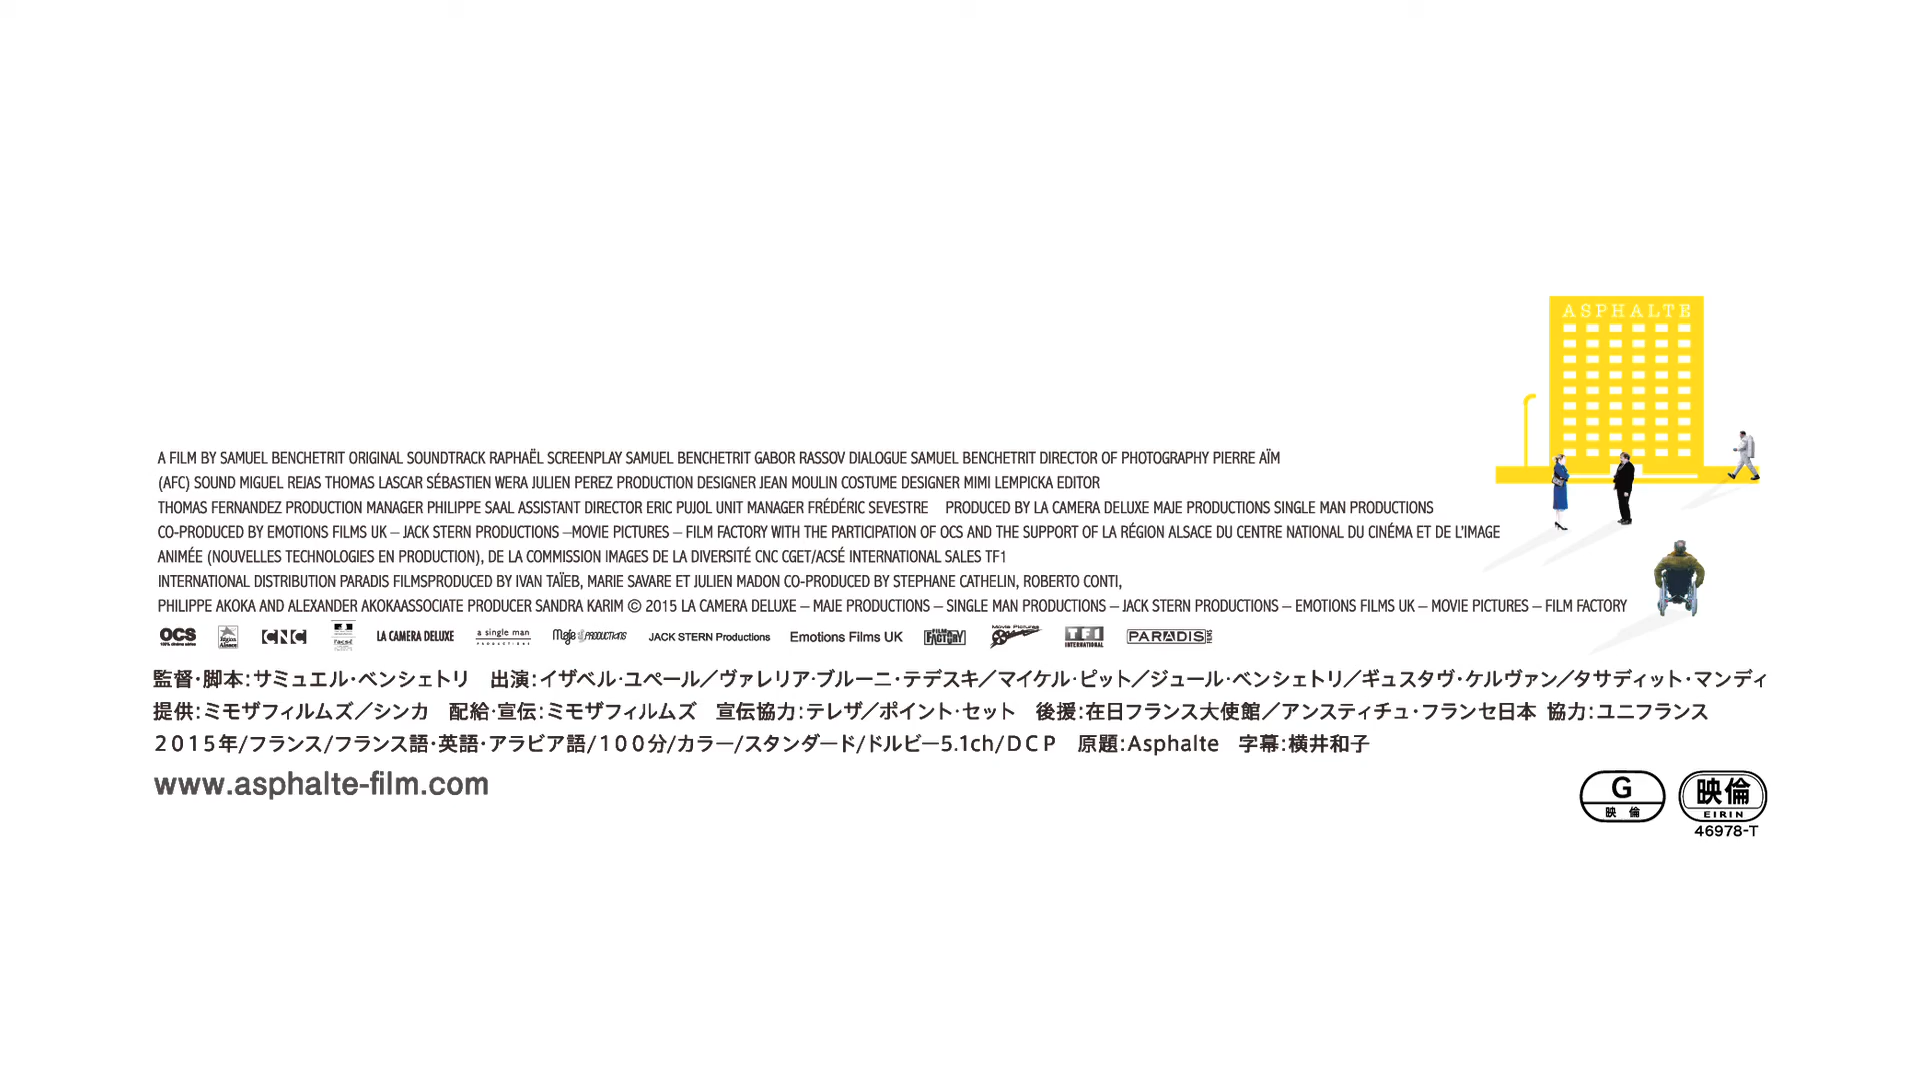 ASPHALTE
A FILM BY SAMUEL BENCHETRIT ORIGINAL SOUNDTRACK RAPHAËL SCREENPLAY SAMUEL BENCHETRIT GABOR RASSOV DIALOGUE SAMUEL BENCHETRIT DIRECTOR OF PHOTOGRAPHY PIERRE AÏM
(AFC) SOUND MIGUEL REJAS THOMAS LASCAR SÉBASTIEN WERA JULIEN PEREZ PRODUCTION DESIGNER JEAN MOULIN COSTUME DESIGNER MIMI LEMPICKA EDITOR
THOMAS FERNANDEZ PRODUCTION MANAGER PHILIPPE SAAL ASSISTANT DIRECTOR ERIC PUJOL UNIT MANAGER FRÉDÉRIC SEVESTRE PRODUCED BY LA CAMERA DELUXE MAJE PRODUCTIONS SINGLE MAN PRODUCTIONS
CO-PRODUCED BY EMOTIONS FILMS UK – JACK STERN PRODUCTIONS –MOVIE PICTURES – FILM FACTORY WITH THE PARTICIPATION OF OCS AND THE SUPPORT OF LA RÉGION ALSACE DU CENTRE NATIONAL DU CINÉMA ET DE L'IMAGE
ANIMÉE (NOUVELLES TECHNOLOGIES EN PRODUCTION), DE LA COMMISSION IMAGES DE LA DIVERSITÉ CNC CGET/ACSÉ INTERNATIONAL SALES TF1
INTERNATIONAL DISTRIBUTION PARADIS FILMSPRODUCED BY IVAN TAÏEB, MARIE SAVARE ET JULIEN MADON CO-PRODUCED BY STEPHANE CATHELIN, ROBERTO CONTI,
PHILIPPE AKOKA AND ALEXANDER AKOKAASSOCIATE PRODUCER SANDRA KARIM © 2015 LA CAMERA DELUXE – MAJE PRODUCTIONS – SINGLE MAN PRODUCTIONS – JACK STERN PRODUCTIONS – EMOTIONS FILMS UK – MOVIE PICTURES – FILM FACTORY
OCS Région Alsace CNC l'acsé LA CAMERA DELUXE a single man PRODUCTIONS Maje PRODUCTIONS JACK STERN Productions Emotions Films UK FILM FACTORY Movie Pictures TF1 INTERNATIONAL PARADIS FILMS
監督・脚本:サミュエル・ベンシェトリ 出演:イザベル・ユペール／ヴァレリア・ブルーニ・テデスキ／マイケル・ピット／ジュール・ベンシェトリ／ギュスタヴ・ケルヴァン／タサディット・マンディ
提供:ミモザフィルムズ／シンカ 配給・宣伝:ミモザフィルムズ 宣伝協力:テレザ／ポイント・セット 後援:在日フランス大使館／アンスティチュ・フランセ日本 協力:ユニフランス
2015年/フランス/フランス語・英語・アラビア語/100分/カラー/スタンダード/ドルビー5.1ch/DCP 原題:Asphalte 字幕:横井和子
www.asphalte-film.com
G
映倫
映倫
EIRIN
46978-T